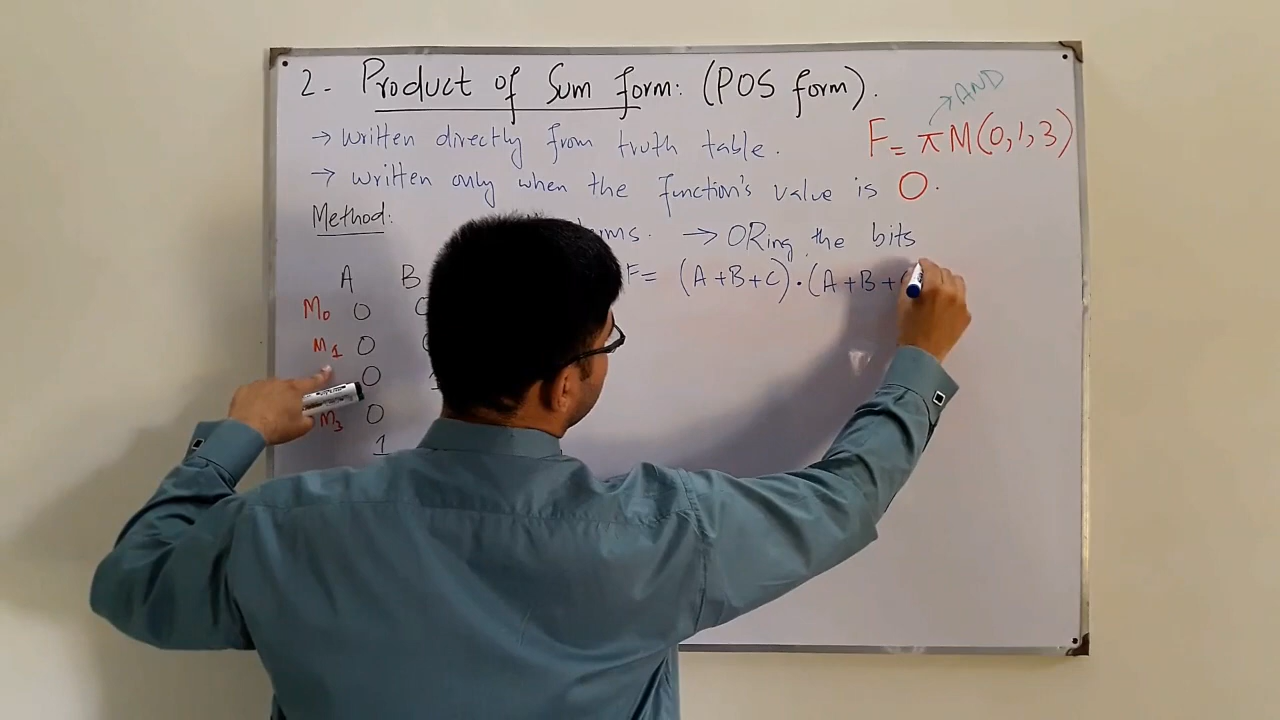 2. Product of Sum form: (POS form).
→ AND
F = πM(0,1,3)
→ written directly from truth table.
→ written only when the function's value is 0.
Method:
→ ORing the bits
A B F = (A+B+C)·(A+B+
M0 0
M1 0
0
M3 0
1